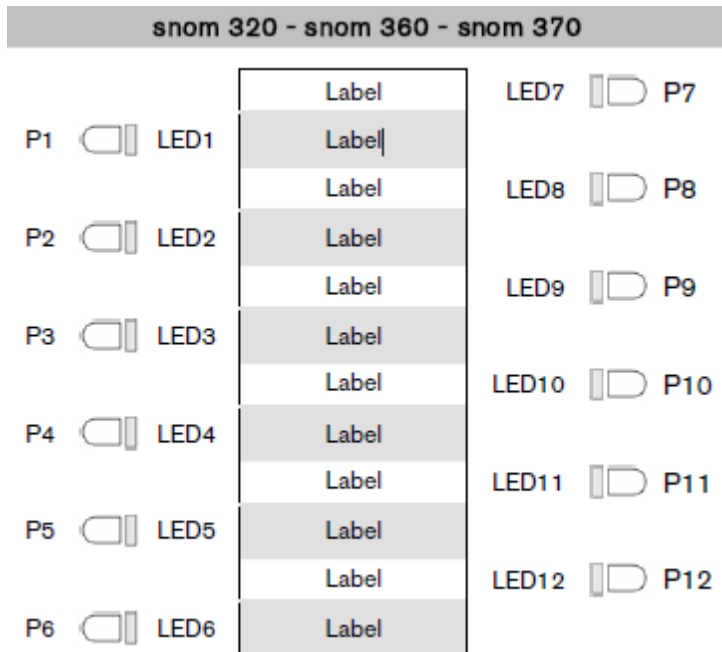 snom 320 - snom 360 - snom 370
Label LED7 P7
P1 LED1 Label
Label LED8 P8
P2 LED2 Label
Label LED9 P9
P3 LED3 Label
Label LED10 P10
P4 LED4 Label
Label LED11 P11
P5 LED5 Label
Label LED12 P12
P6 LED6 Label